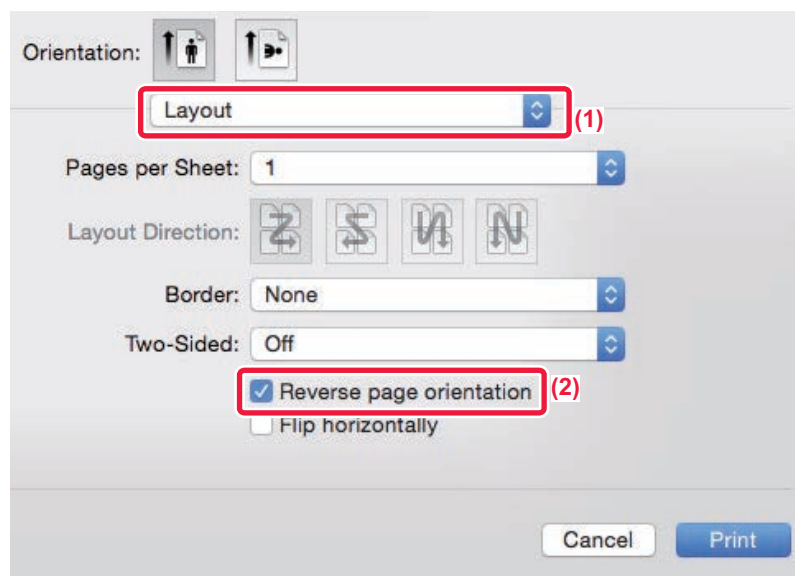 Orientation:
Layout
(1)
Pages per Sheet: 1
Layout Direction:
Border: None
Two-Sided: Off
Reverse page orientation
(2)
Flip horizontally
Cancel Print